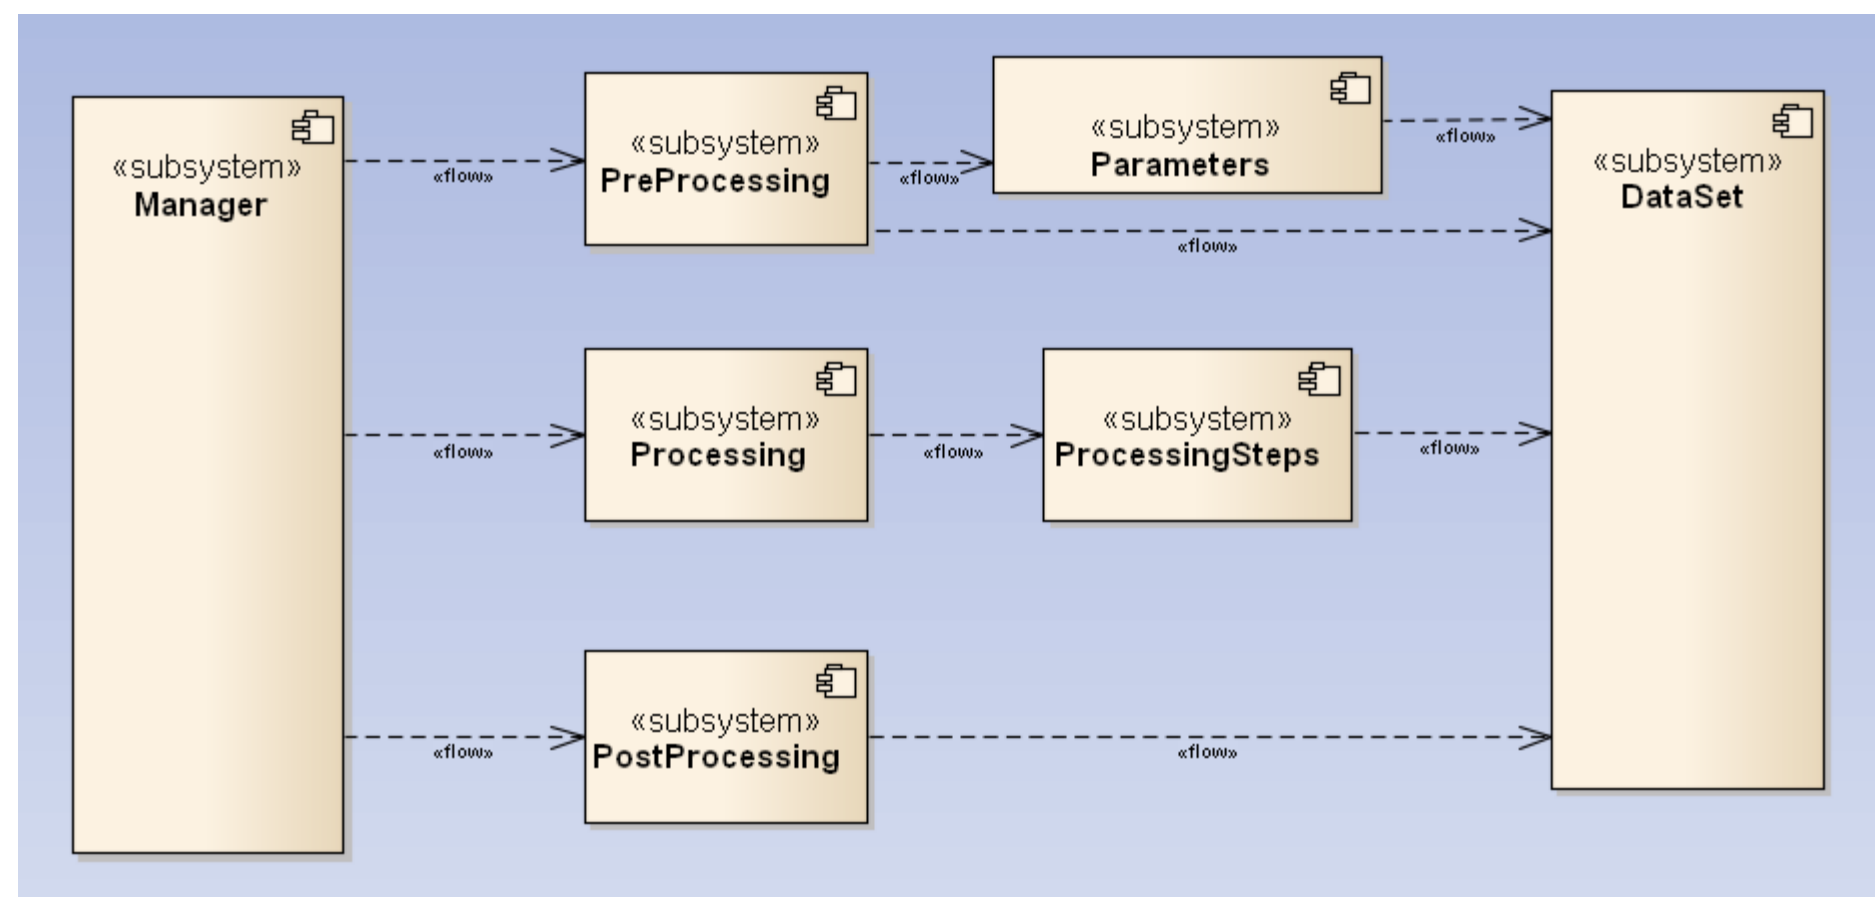 «subsystem»
Manager
«flow»
«subsystem»
PreProcessing
«flow»
«subsystem»
Parameters
«flow»
«flow»
«subsystem»
DataSet
«flow»
«subsystem»
Processing
«flow»
«subsystem»
ProcessingSteps
«flow»
«flow»
«subsystem»
PostProcessing
«flow»